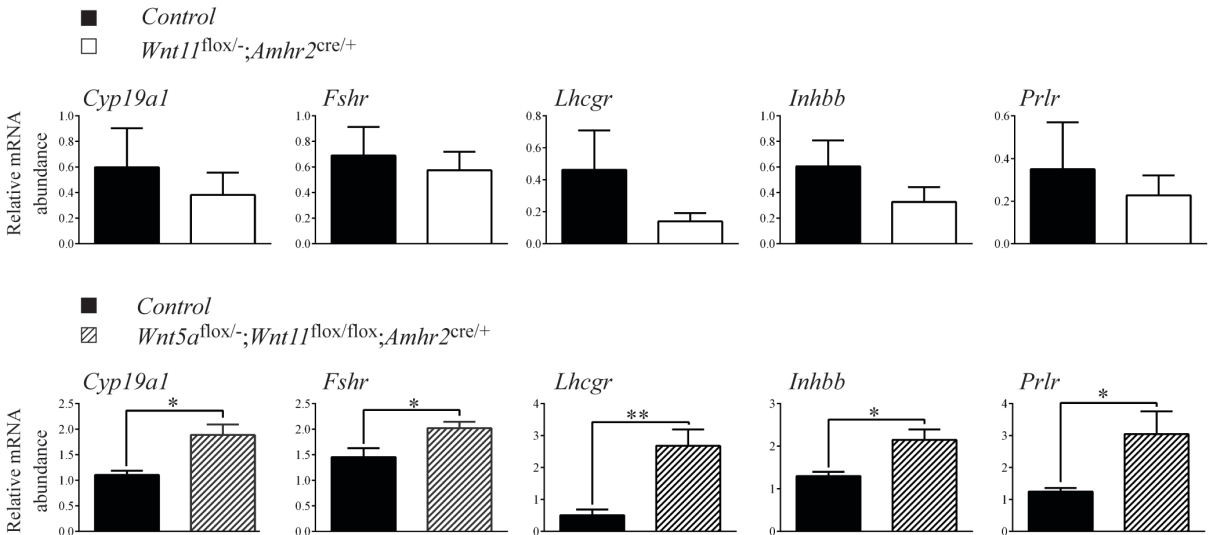 Control
Wnt11flox/-;Amhr2cre/+
Cyp19a1 Fshr Lhcgr Inhbb Prlr
Relative mRNA abundance
1.0 0.8 0.6 0.4 0.2 0.0
1.0 0.8 0.6 0.4 0.2 0.0
0.8 0.6 0.4 0.2 0.0
1.0 0.8 0.6 0.4 0.2 0.0
0.6 0.4 0.2 0.0
Control
Wnt5aflox/-;Wnt11flox/flox;Amhr2cre/+
Cyp19a1 Fshr Lhcgr Inhbb Prlr
Relative mRNA abundance
2.5 2.0 1.5 1.0 0.5 0.0
*
2.5 2.0 1.5 1.0 0.5 0.0
*
4 3 2 1 0
**
3 2 1 0
*
4 3 2 1 0
*